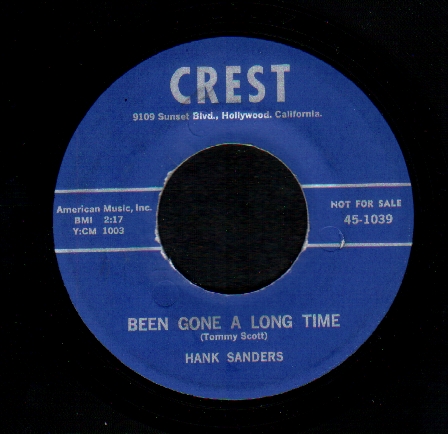 CREST
9109 Sunset Blvd., Hollywood, California.
American Music, Inc.
BMI 2:17
Y:CM 1003
NOT FOR SALE
45-1039
BEEN GONE A LONG TIME
(Tommy Scott)
HANK SANDERS